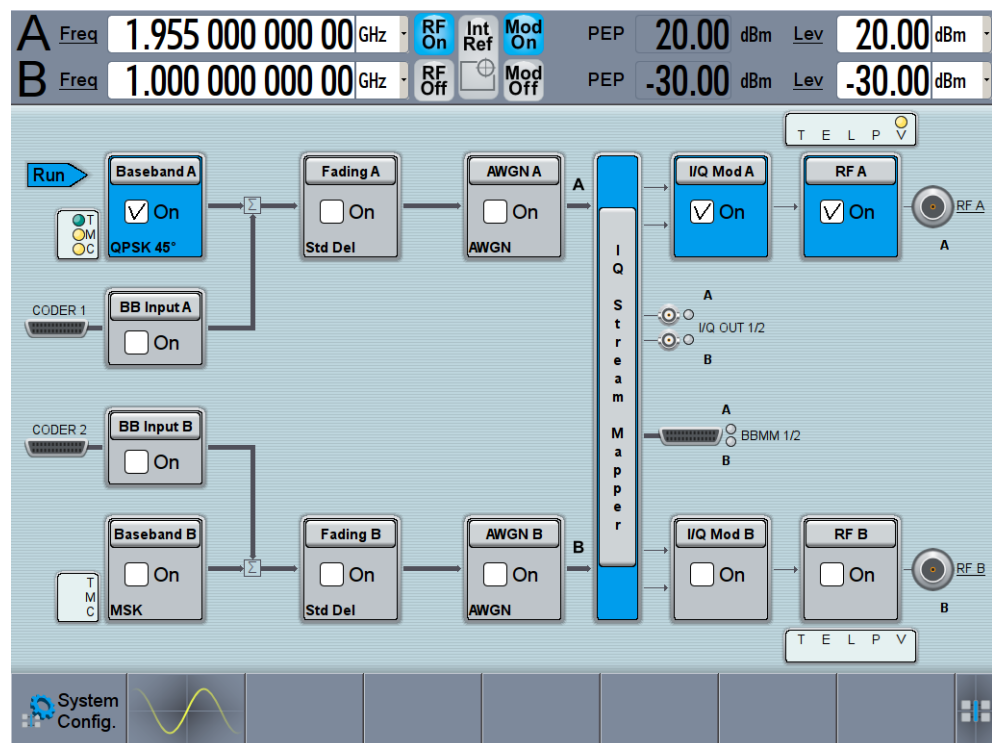 A Freq 1.955 000 000 00 GHz RF On Int Ref Mod On PEP 20.00 dBm Lev 20.00 dBm
B Freq 1.000 000 000 00 GHz RF Off Mod Off PEP -30.00 dBm Lev -30.00 dBm
T E L P V
Run
Baseband A
On
QPSK 45°
T
M
C
Σ
Fading A
On
Std Del
AWGN A
On
AWGN
A
I/Q Mod A
On
RF A
On
RF A
A
CODER 1
BB Input A
On
IQ Stream Mapper
A
I/Q OUT 1/2
B
CODER 2
BB Input B
On
A
BBMM 1/2
B
Baseband B
On
MSK
T
M
C
Σ
Fading B
On
Std Del
AWGN B
On
AWGN
B
I/Q Mod B
On
RF B
On
RF B
B
T E L P V
System
Config.